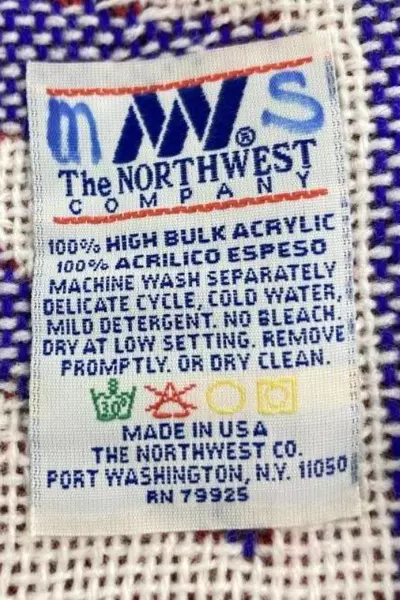 m NW S
®
The NORTHWEST
COMPANY
100% HIGH BULK ACRYLIC
100% ACRILICO ESPESO
MACHINE WASH SEPARATELY
DELICATE CYCLE, COLD WATER,
MILD DETERGENT. NO BLEACH.
DRY AT LOW SETTING. REMOVE
PROMPTLY. OR DRY CLEAN.
30
MADE IN USA
THE NORTHWEST CO.
PORT WASHINGTON, N.Y. 11050
RN 79925